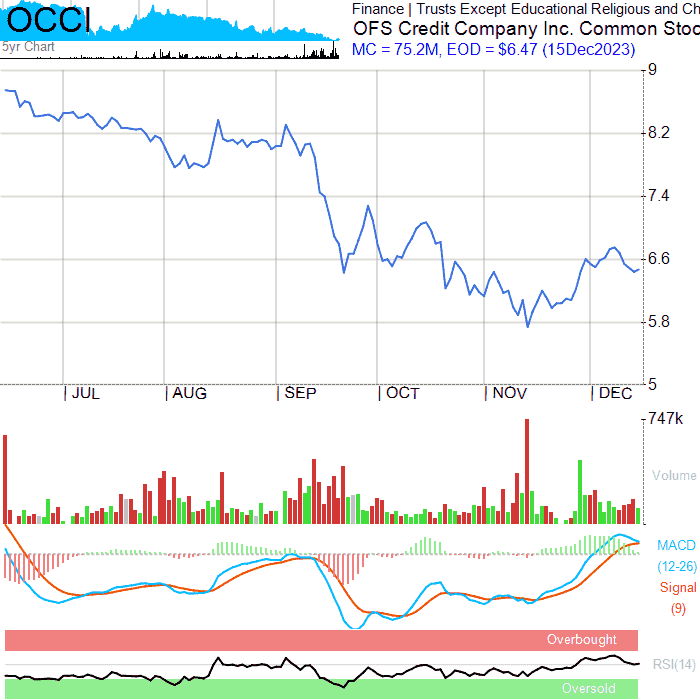 OCCI
5yr Chart
Finance | Trusts Except Educational Religious and Ch
OFS Credit Company Inc. Common Stoc
MC = 75.2M, EOD = $6.47 (15Dec2023)
9
8.2
7.4
6.6
5.8
5
JUL AUG SEP OCT NOV DEC
747k
Volume
MACD
(12-26)
Signal
(9)
Overbought
RSI(14)
Oversold